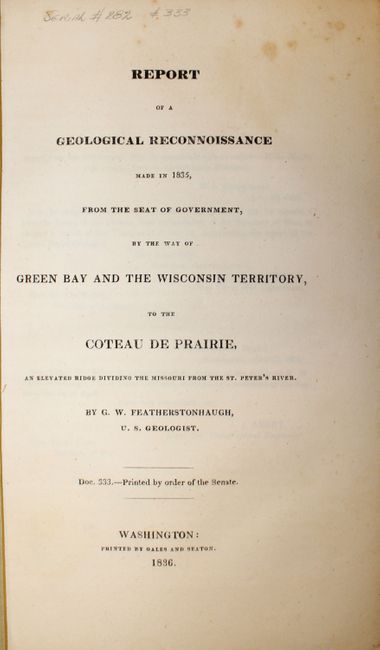 Serial # 282 # 333
REPORT
OF A
GEOLOGICAL RECONNOISSANCE
MADE IN 1835,
FROM THE SEAT OF GOVERNMENT,
BY THE WAY OF
GREEN BAY AND THE WISCONSIN TERRITORY,
TO THE
COTEAU DE PRAIRIE,
AN ELEVATED RIDGE DIVIDING THE MISSOURI FROM THE ST. PETER'S RIVER.
BY G. W. FEATHERSTONHAUGH,
U. S. GEOLOGIST.
Doc. 333.—Printed by order of the Senate.
WASHINGTON:
PRINTED BY GALES AND SEATON.
1836.